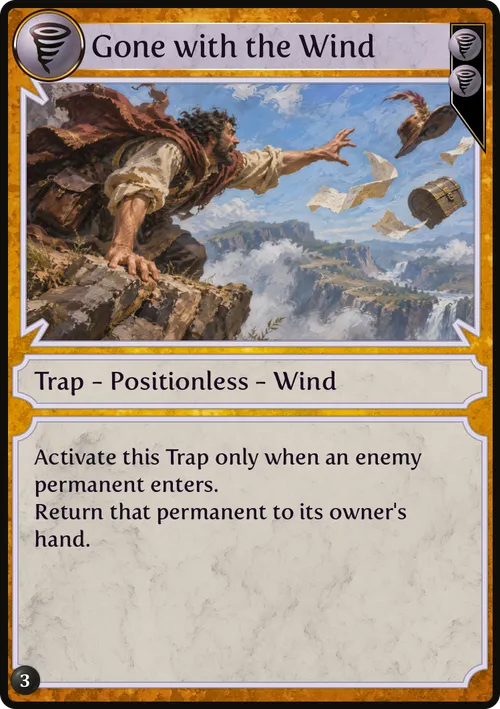 Gone with the Wind
Trap - Positionless - Wind
Activate this Trap only when an enemy
permanent enters.
Return that permanent to its owner's
hand.
3